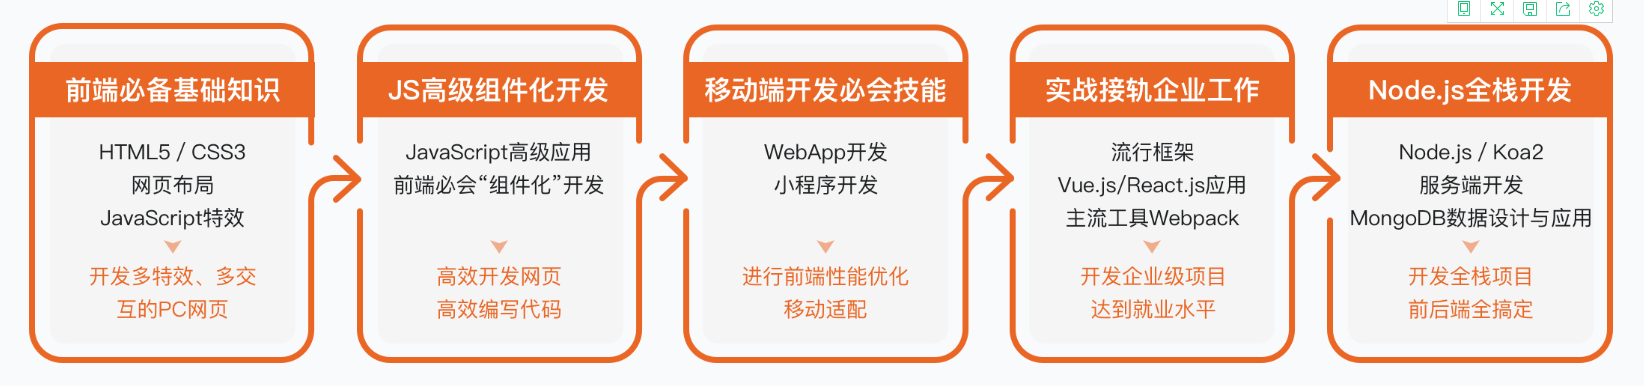 前端必备基础知识
HTML5 / CSS3
网页布局
JavaScript特效
开发多特效、多交
互的PC网页
JS高级组件化开发
JavaScript高级应用
前端必会“组件化”开发
高效开发网页
高效编写代码
移动端开发必会技能
WebApp开发
小程序开发
进行前端性能优化
移动适配
实战接轨企业工作
流行框架
Vue.js/React.js应用
主流工具Webpack
开发企业级项目
达到就业水平
Node.js全栈开发
Node.js / Koa2
服务端开发
MongoDB数据设计与应用
开发全栈项目
前后端全搞定